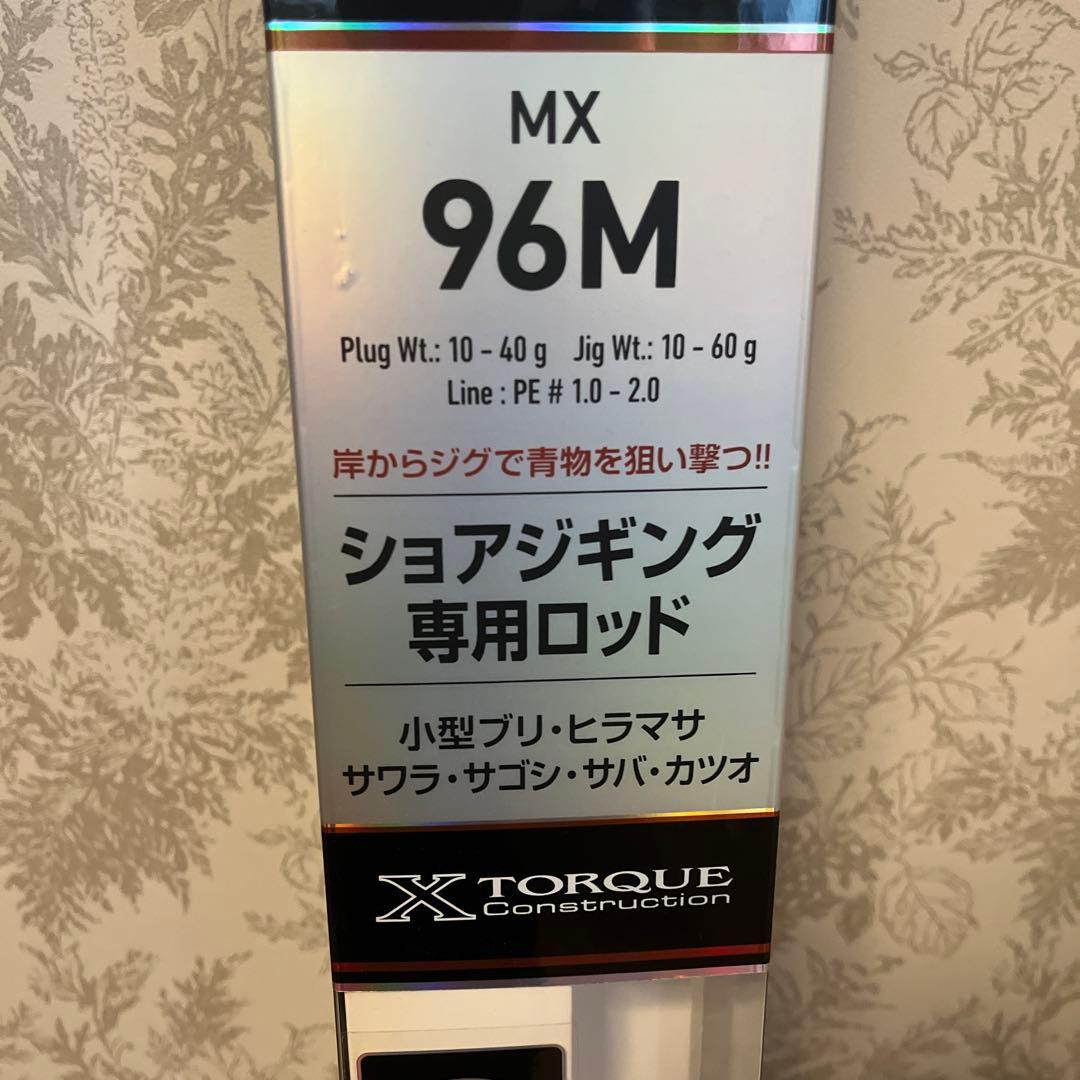 MX
96M
Plug Wt.: 10 - 40 g Jig Wt.: 10 - 60 g
Line : PE # 1.0 - 2.0
岸からジグで青物を狙い撃つ!!
ショアジギング
専用ロッド
小型ブリ・ヒラマサ
サワラ・サゴシ・サバ・カツオ
X TORQUE
Construction